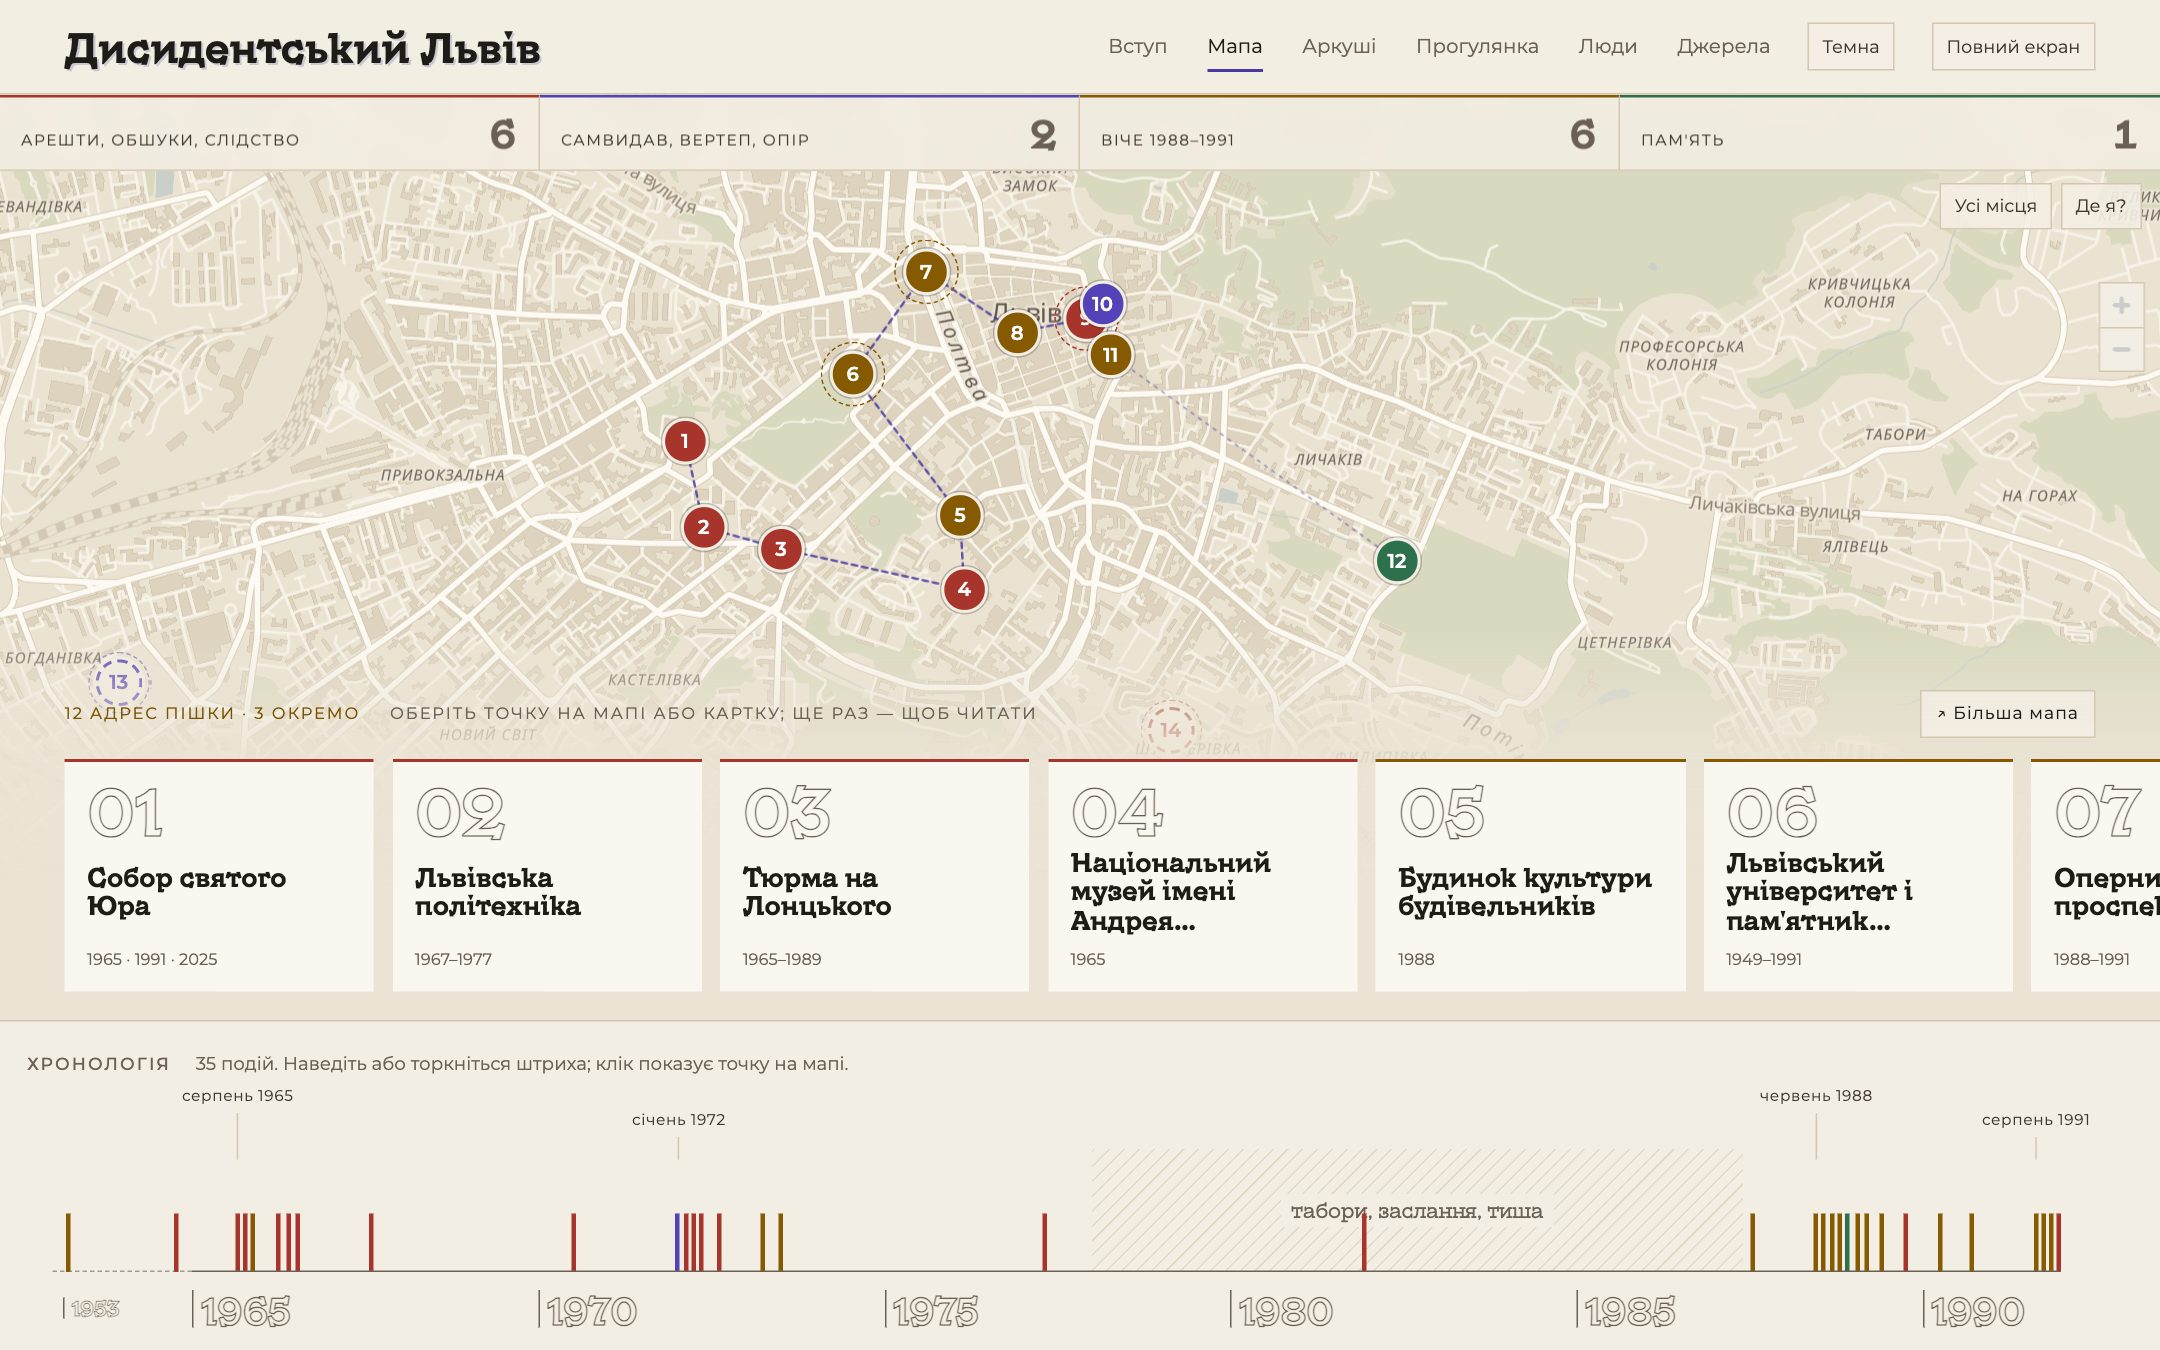 Дисидентський Львів
Вступ
Мапа
Аркуші
Прогулянка
Люди
Джерела
Темна
Повний екран
АРЕШТИ, ОБШУКИ, СЛІДСТВО
6
САМВИДАВ, ВЕРТЕП, ОПІР
2
ВІЧЕ 1988–1991
6
ПАМ'ЯТЬ
1
ЗАМОК
Усі місця
Де я?
КРИВЧИЦЬКА
КОЛОНІЯ
+
−
ПРОФЕСОРСЬКА
КОЛОНІЯ
7
10
8
11
Полтва
6
1
ПРИВОКЗАЛЬНА
ТАБОРИ
ЛИЧАКІВ
НА ГОРАХ
Личаківська вулиця
5
2
3
ЯЛІВЕЦЬ
12
4
ЦЕТНЕРІВКА
БОГДАНІВКА
13
КАСТЕЛІВКА
12 АДРЕС ПІШКИ · 3 ОКРЕМО
ОБЕРІТЬ ТОЧКУ НА МАПІ АБО КАРТКУ; ЩЕ РАЗ — ЩОБ ЧИТАТИ
↗ Більша мапа
НОВИЙ СВІТ
14
01
Собор святого
Юра
1965 · 1991 · 2025
02
Львівська
політехніка
1967–1977
03
Тюрма на
Лонцького
1965–1989
04
Національний
музей імені
Андрея…
1965
05
Будинок культури
будівельників
1988
06
Львівський
університет і
пам'ятник…
1949–1991
07
1988–1991
ХРОНОЛОГІЯ
35 подій. Наведіть або торкніться штриха; клік показує точку на мапі.
серпень 1965
січень 1972
червень 1988
серпень 1991
табори, заслання, тиша
1953
1965
1970
1975
1980
1985
1990